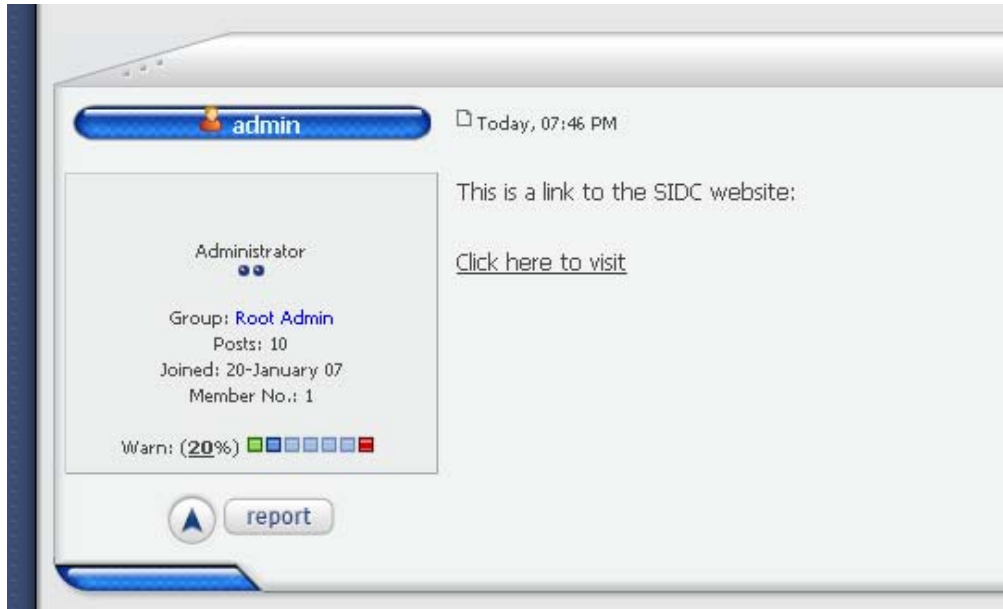 admin
Today, 07:46 PM
This is a link to the SIDC website:
Click here to visit
Administrator
Group: Root Admin
Posts: 10
Joined: 20-January 07
Member No.: 1
Warn: (20%)
report